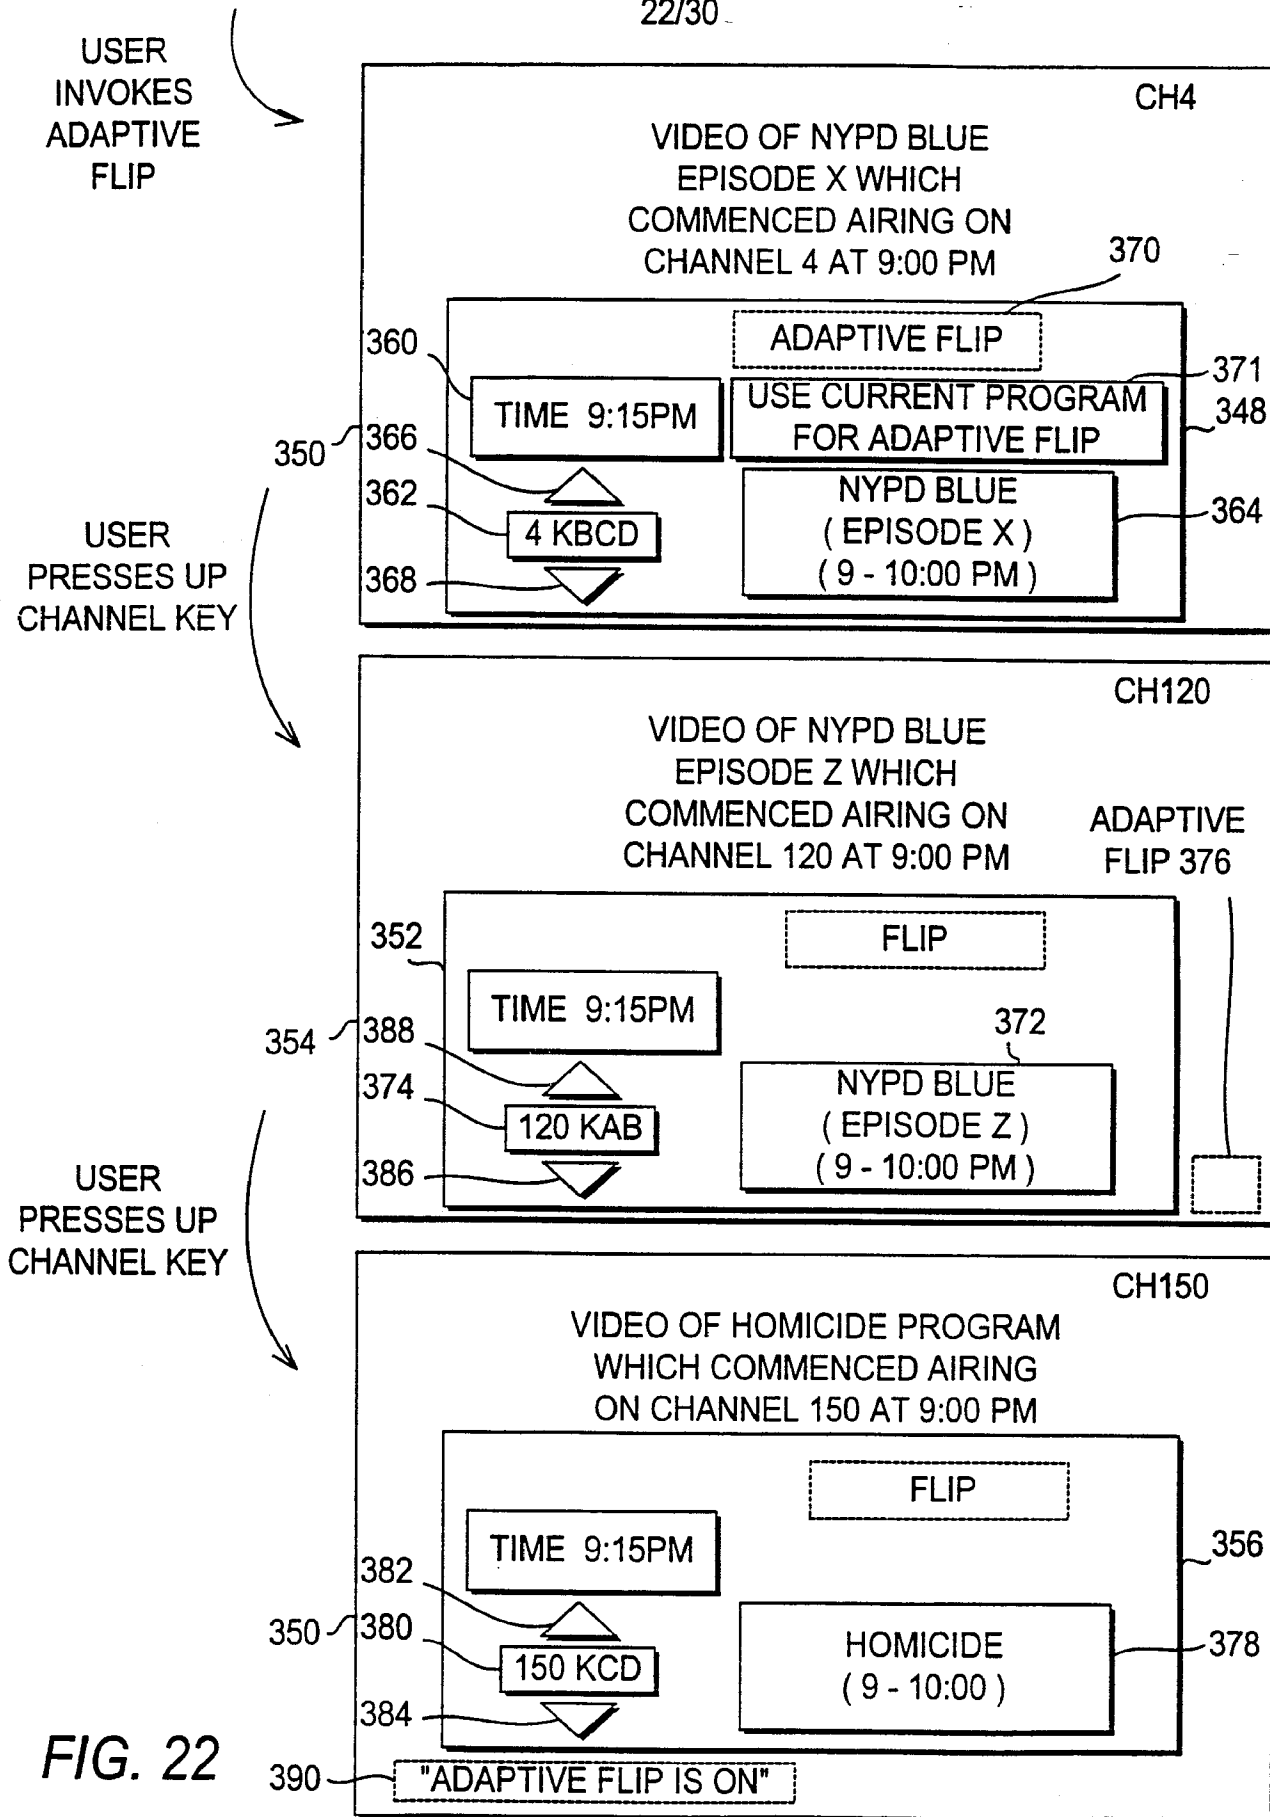 22/30
USER
INVOKES
ADAPTIVE
FLIP
CH4
VIDEO OF NYPD BLUE
EPISODE X WHICH
COMMENCED AIRING ON
CHANNEL 4 AT 9:00 PM
370
ADAPTIVE FLIP
360
371
TIME 9:15PM
USE CURRENT PROGRAM
FOR ADAPTIVE FLIP
348
350
366
362
4 KBCD
368
NYPD BLUE
( EPISODE X )
( 9 - 10:00 PM )
364
USER
PRESSES UP
CHANNEL KEY
CH120
VIDEO OF NYPD BLUE
EPISODE Z WHICH
COMMENCED AIRING ON
CHANNEL 120 AT 9:00 PM
ADAPTIVE
FLIP 376
352
FLIP
TIME 9:15PM
354
388
372
374
120 KAB
386
NYPD BLUE
( EPISODE Z )
( 9 - 10:00 PM )
USER
PRESSES UP
CHANNEL KEY
CH150
VIDEO OF HOMICIDE PROGRAM
WHICH COMMENCED AIRING
ON CHANNEL 150 AT 9:00 PM
FLIP
TIME 9:15PM
356
382
350
380
150 KCD
384
HOMICIDE
( 9 - 10:00 )
378
FIG. 22
390
"ADAPTIVE FLIP IS ON"